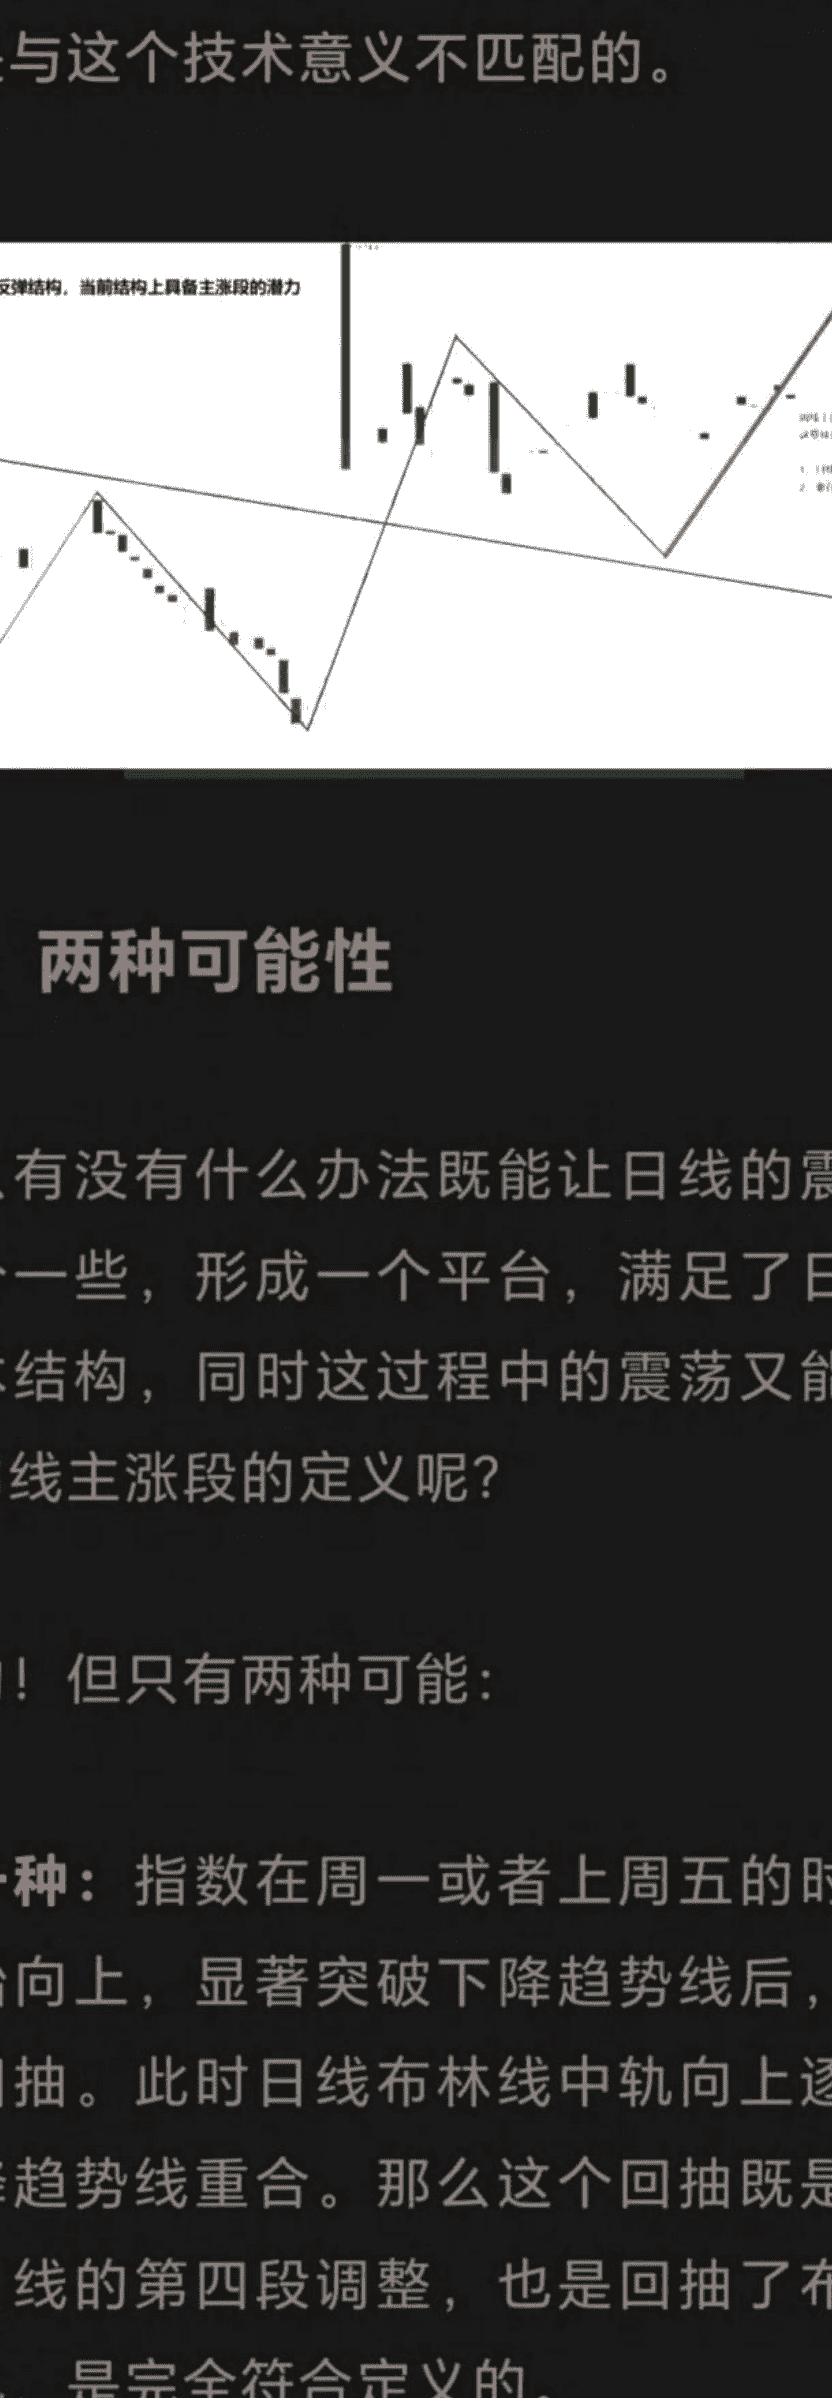 与这个技术意义不匹配的。
反弹结构，当前结构上具备主涨段的潜力
1.
2.
两种可能性
有没有什么办法既能让日线的震
一些，形成一个平台，满足了日
结构，同时这过程中的震荡又能
线主涨段的定义呢？
！但只有两种可能：
种：指数在周一或者上周五的时
向上，显著突破下降趋势线后，
抽。此时日线布林线中轨向上逐
趋势线重合。那么这个回抽既是
线的第四段调整，也是回抽了布
是完全符合定义的。